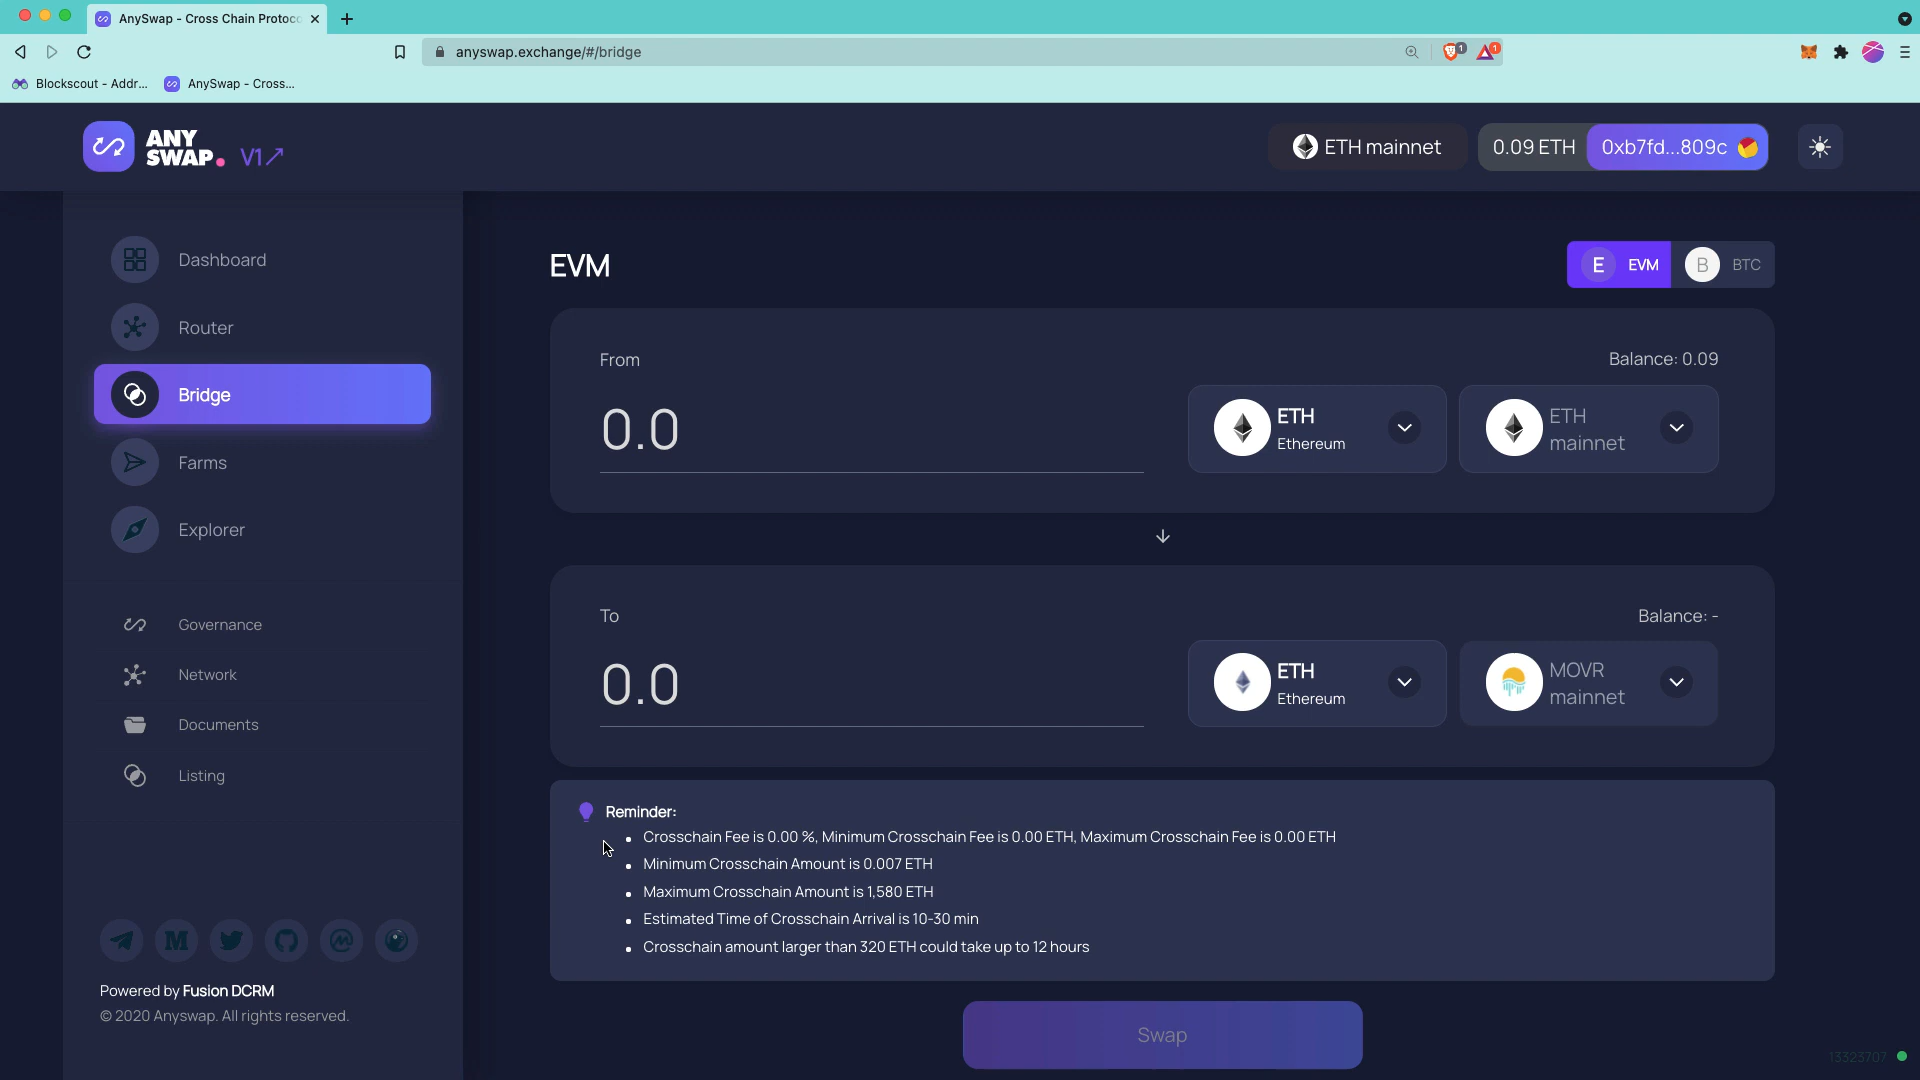 AnySwap - Cross Chain Protoco
anyswap.exchange/#/bridge
1
1
Blockscout - Addr...
AnySwap - Cross...
ANY
SWAP.
V1
ETH mainnet
0.09 ETH
0xb7fd...809c
Dashboard
Router
Bridge
Farms
Explorer
Governance
Network
Documents
Listing
Powered by Fusion DCRM
© 2020 Anyswap. All rights reserved.
EVM
E EVM
B BTC
From
Balance: 0.09
0.0
ETH
Ethereum
ETH
mainnet
To
Balance: -
0.0
ETH
Ethereum
MOVR
mainnet
Reminder:
Crosschain Fee is 0.00 %, Minimum Crosschain Fee is 0.00 ETH, Maximum Crosschain Fee is 0.00 ETH
Minimum Crosschain Amount is 0.007 ETH
Maximum Crosschain Amount is 1,580 ETH
Estimated Time of Crosschain Arrival is 10-30 min
Crosschain amount larger than 320 ETH could take up to 12 hours
Swap
13323707